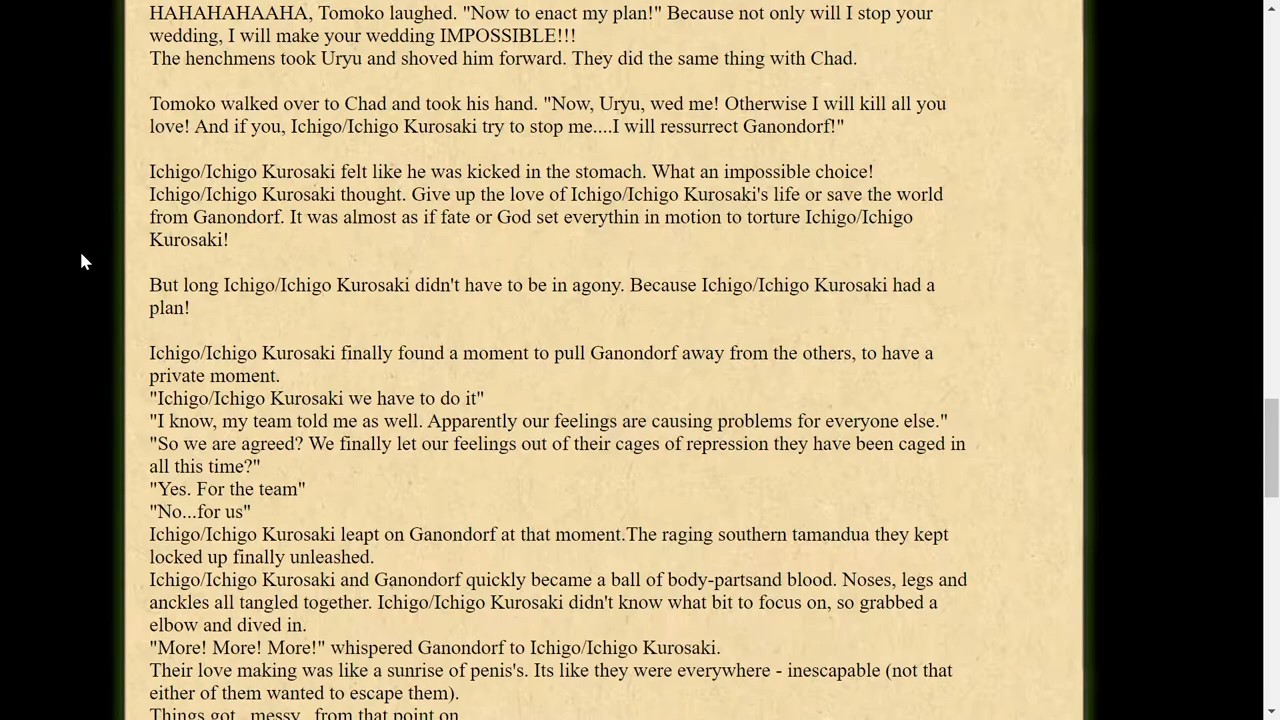 HAHAHAHAAHA, Tomoko laughed. "Now to enact my plan!" Because not only will I stop your
wedding, I will make your wedding IMPOSSIBLE!!!
The henchmens took Uryu and shoved him forward. They did the same thing with Chad.
Tomoko walked over to Chad and took his hand. "Now, Uryu, wed me! Otherwise I will kill all you
love! And if you, Ichigo/Ichigo Kurosaki try to stop me....I will ressurrect Ganondorf!"
Ichigo/Ichigo Kurosaki felt like he was kicked in the stomach. What an impossible choice!
Ichigo/Ichigo Kurosaki thought. Give up the love of Ichigo/Ichigo Kurosaki's life or save the world
from Ganondorf. It was almost as if fate or God set everythin in motion to torture Ichigo/Ichigo
Kurosaki!
But long Ichigo/Ichigo Kurosaki didn't have to be in agony. Because Ichigo/Ichigo Kurosaki had a
plan!
Ichigo/Ichigo Kurosaki finally found a moment to pull Ganondorf away from the others, to have a
private moment.
"Ichigo/Ichigo Kurosaki we have to do it"
"I know, my team told me as well. Apparently our feelings are causing problems for everyone else."
"So we are agreed? We finally let our feelings out of their cages of repression they have been caged in
all this time?"
"Yes. For the team"
"No...for us"
Ichigo/Ichigo Kurosaki leapt on Ganondorf at that moment.The raging southern tamandua they kept
locked up finally unleashed.
Ichigo/Ichigo Kurosaki and Ganondorf quickly became a ball of body-partsand blood. Noses, legs and
anckles all tangled together. Ichigo/Ichigo Kurosaki didn't know what bit to focus on, so grabbed a
elbow and dived in.
"More! More! More!" whispered Ganondorf to Ichigo/Ichigo Kurosaki.
Their love making was like a sunrise of penis's. Its like they were everywhere - inescapable (not that
either of them wanted to escape them).
Things got...messy...from that point on